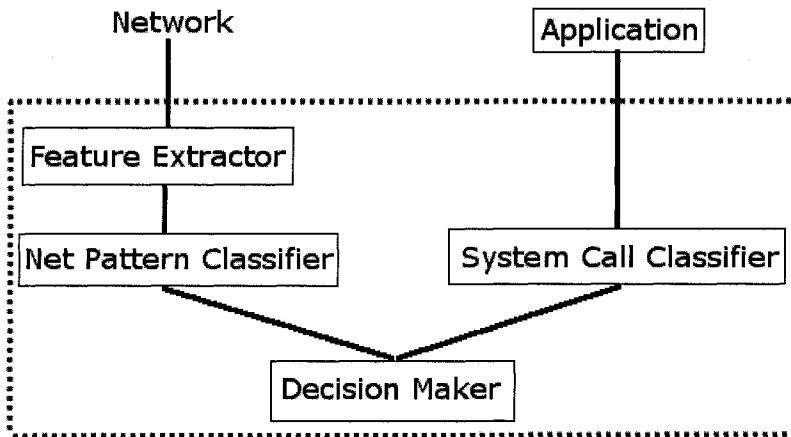 Network
Application
Feature Extractor
Net Pattern Classifier
System Call Classifier
Decision Maker